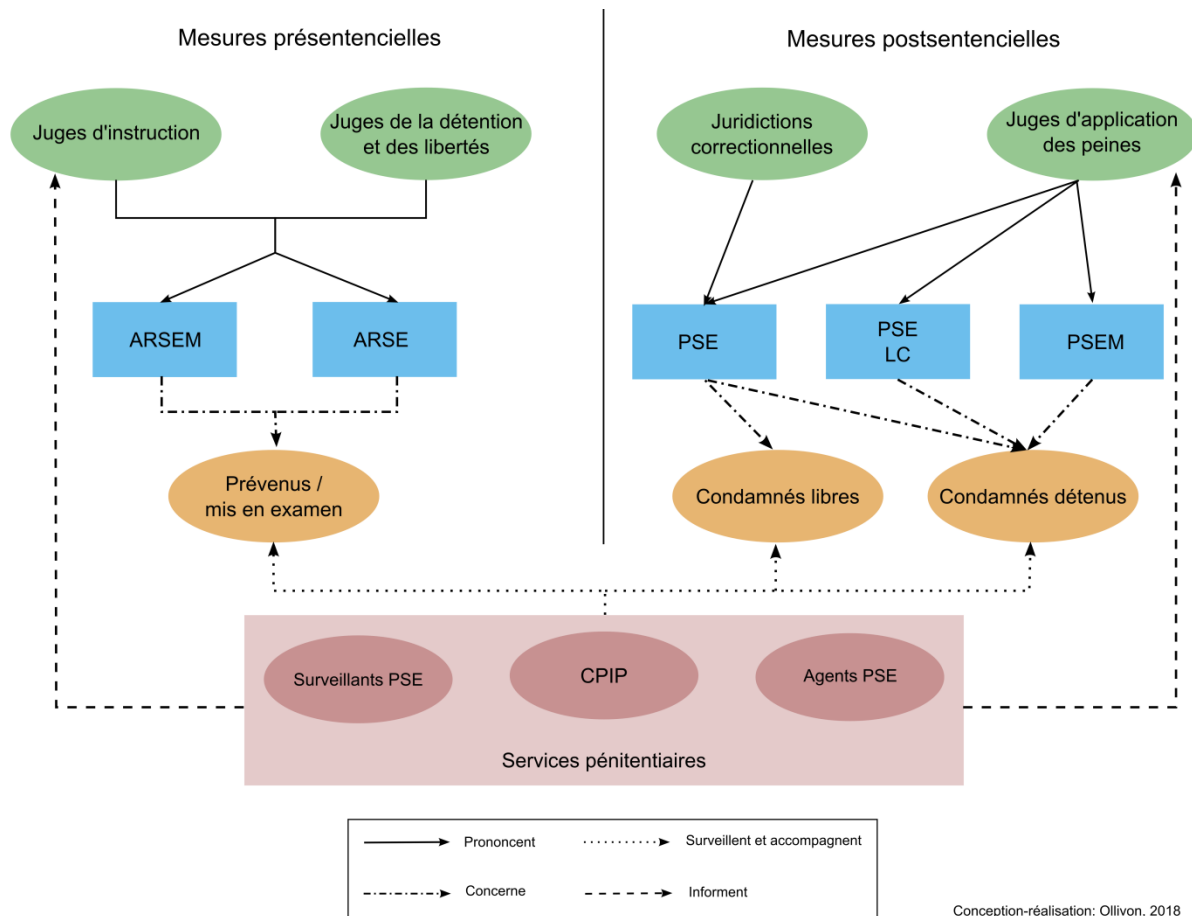 Mesures présentencielles
Mesures postsentencielles
Juges d'instruction
Juges de la détention
et des libertés
Juridictions
correctionnelles
Juges d'application
des peines
ARSEM
ARSE
PSE
PSE
LC
PSEM
Prévenus /
mis en examen
Condamnés libres
Condamnés détenus
Surveillants PSE
CPIP
Agents PSE
Services pénitentiaires
Prononcent
Surveillent et accompagnent
Concerne
Informent
Conception-réalisation: Ollivon, 2018